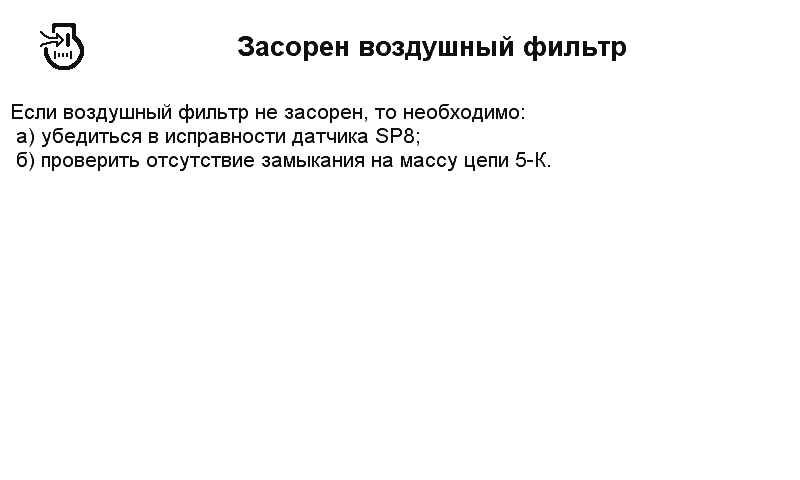 Засорен воздушный фильтр
Если воздушный фильтр не засорен, то необходимо:
а) убедиться в исправности датчика SP8;
б) проверить отсутствие замыкания на массу цепи 5-К.